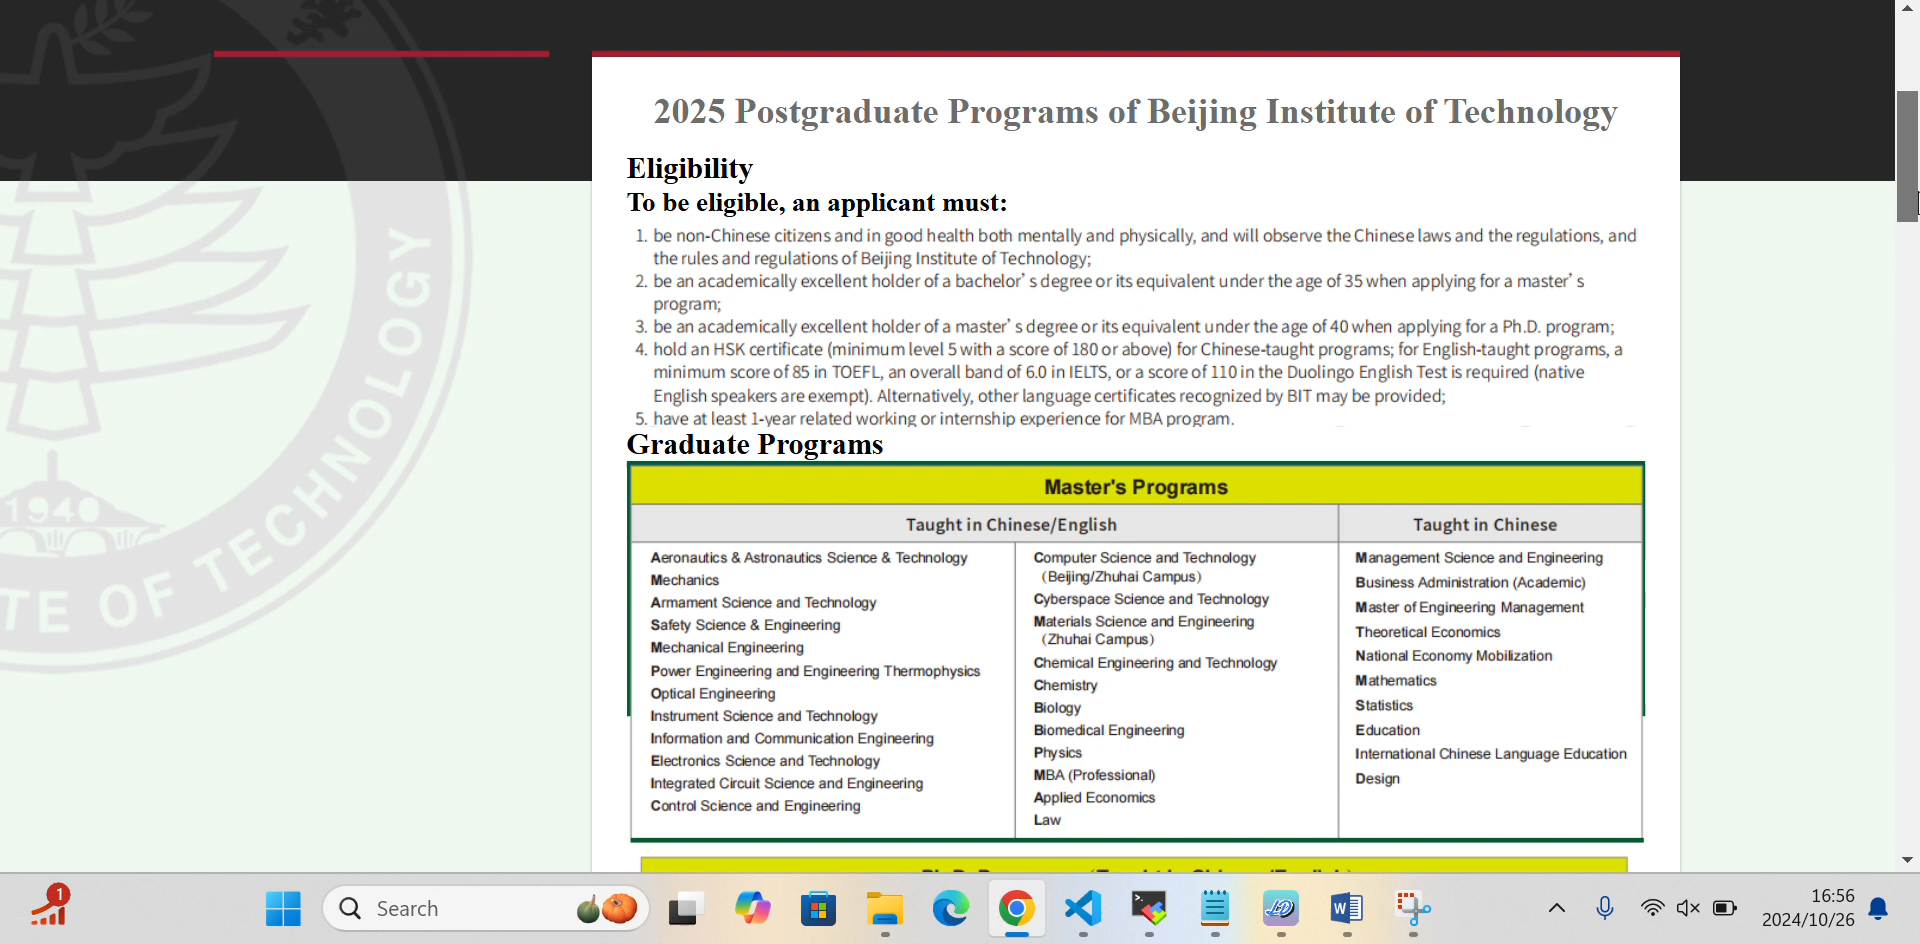 2025 Postgraduate Programs of Beijing Institute of Technology
Eligibility
To be eligible, an applicant must:
1. be non-Chinese citizens and in good health both mentally and physically, and will observe the Chinese laws and the regulations, and
the rules and regulations of Beijing Institute of Technology;
2. be an academically excellent holder of a bachelor's degree or its equivalent under the age of 35 when applying for a master's
program;
3. be an academically excellent holder of a master's degree or its equivalent under the age of 40 when applying for a Ph.D. program;
4. hold an HSK certificate (minimum level 5 with a score of 180 or above) for Chinese-taught programs; for English-taught programs, a
minimum score of 85 in TOEFL, an overall band of 6.0 in IELTS, or a score of 110 in the Duolingo English Test is required (native
English speakers are exempt). Alternatively, other language certificates recognized by BIT may be provided;
5. have at least 1-year related working or internship experience for MBA program.
Graduate Programs
Master's Programs
Taught in Chinese/English
Taught in Chinese
Aeronautics & Astronautics Science & Technology
Mechanics
Armament Science and Technology
Safety Science & Engineering
Mechanical Engineering
Power Engineering and Engineering Thermophysics
Optical Engineering
Instrument Science and Technology
Information and Communication Engineering
Electronics Science and Technology
Integrated Circuit Science and Engineering
Control Science and Engineering
Computer Science and Technology
(Beijing/Zhuhai Campus)
Cyberspace Science and Technology
Materials Science and Engineering
(Zhuhai Campus)
Chemical Engineering and Technology
Chemistry
Biology
Biomedical Engineering
Physics
MBA (Professional)
Applied Economics
Law
Management Science and Engineering
Business Administration (Academic)
Master of Engineering Management
Theoretical Economics
National Economy Mobilization
Mathematics
Statistics
Education
International Chinese Language Education
Design
1940
TE OF TECHNOLOGY
1
Search
16:56
2024/10/26